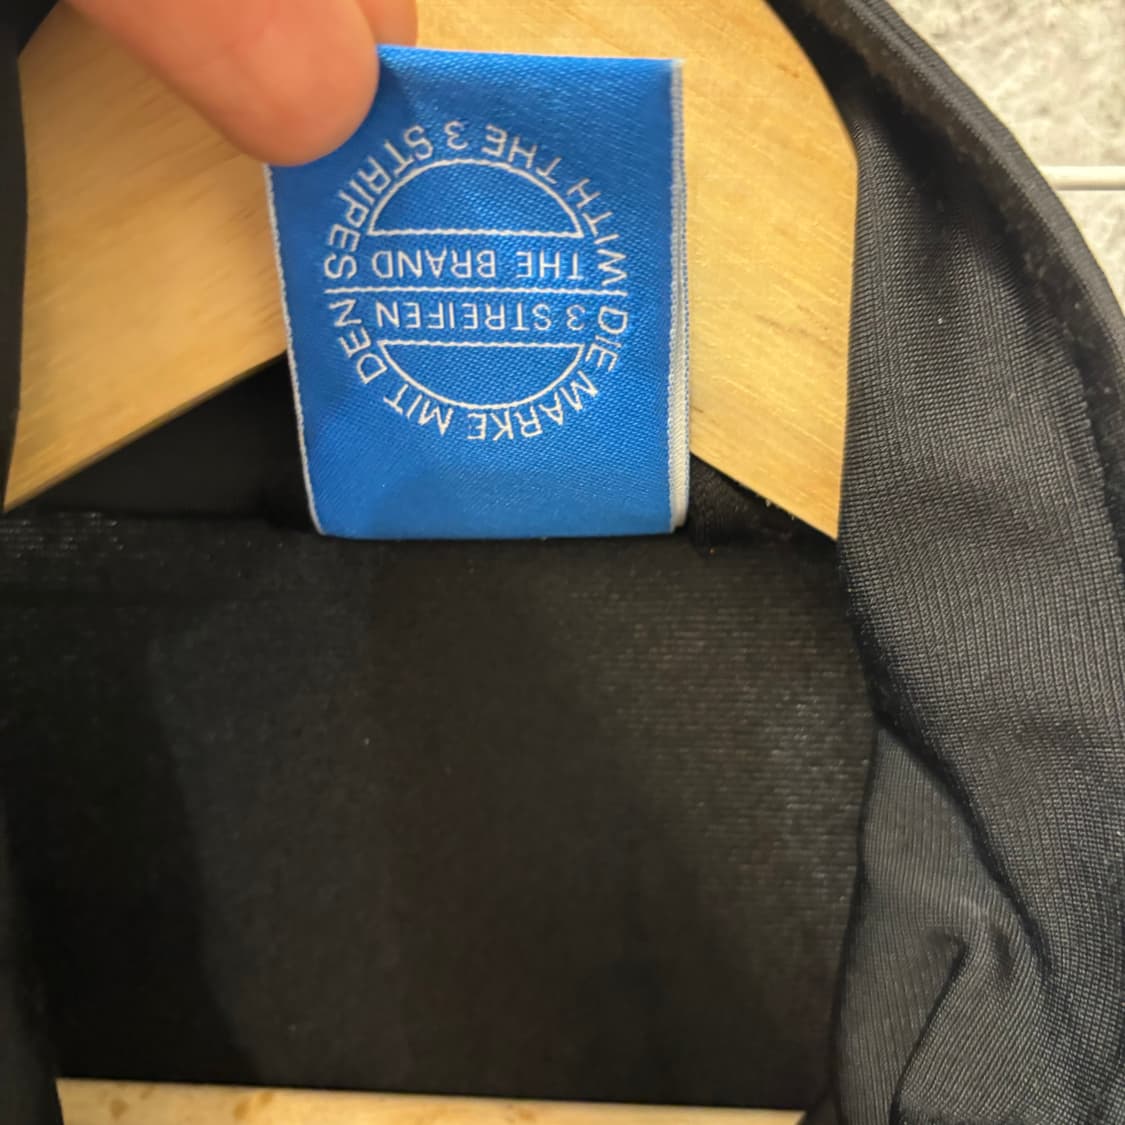 DIE MARKE MIT DEN
3 STREIFEN
THE BRAND
WITH THE 3 STRIPES